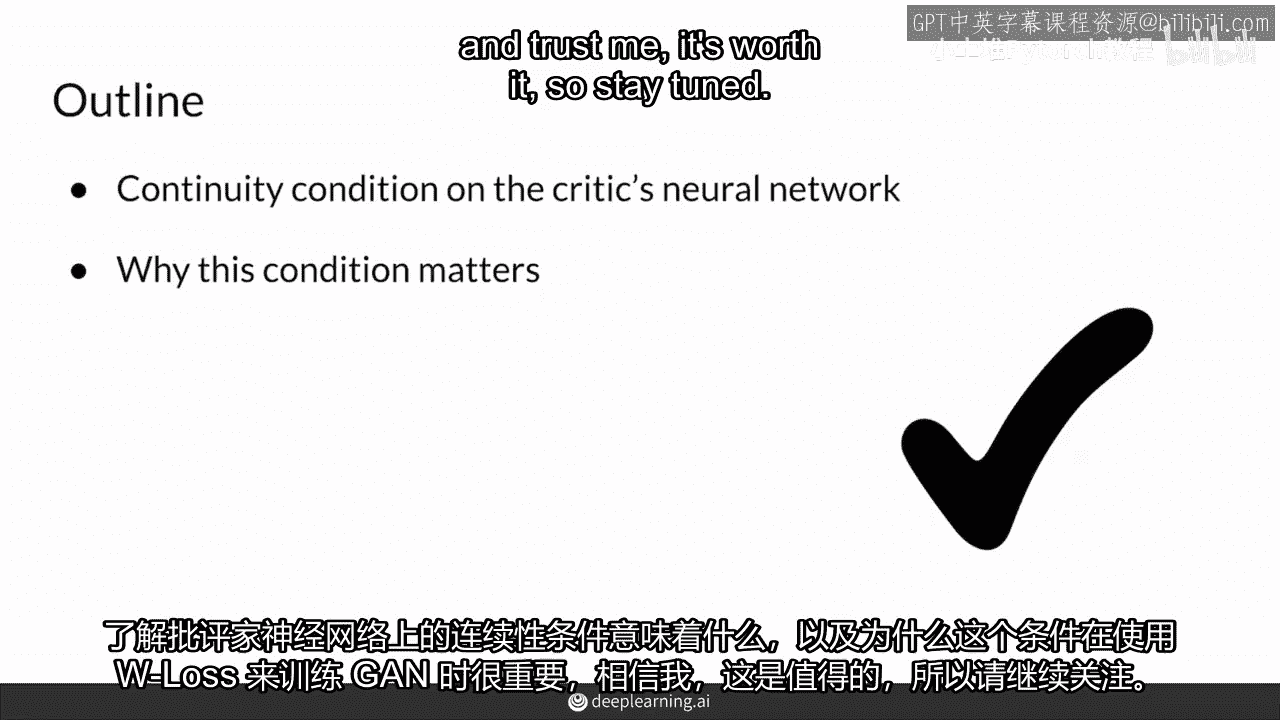 GPT中英字幕课程资源@bilibili.com
bilibili
and trust me, it's worth
it, so stay tuned.
Outline
● Continuity condition on the critic's neural network
● Why this condition matters
了解批评家神经网络上的连续性条件意味着什么，以及为什么这个条件在使用
W-Loss 来训练 GAN 时很重要，相信我，这是值得的，所以请继续关注。
deeplearning.ai